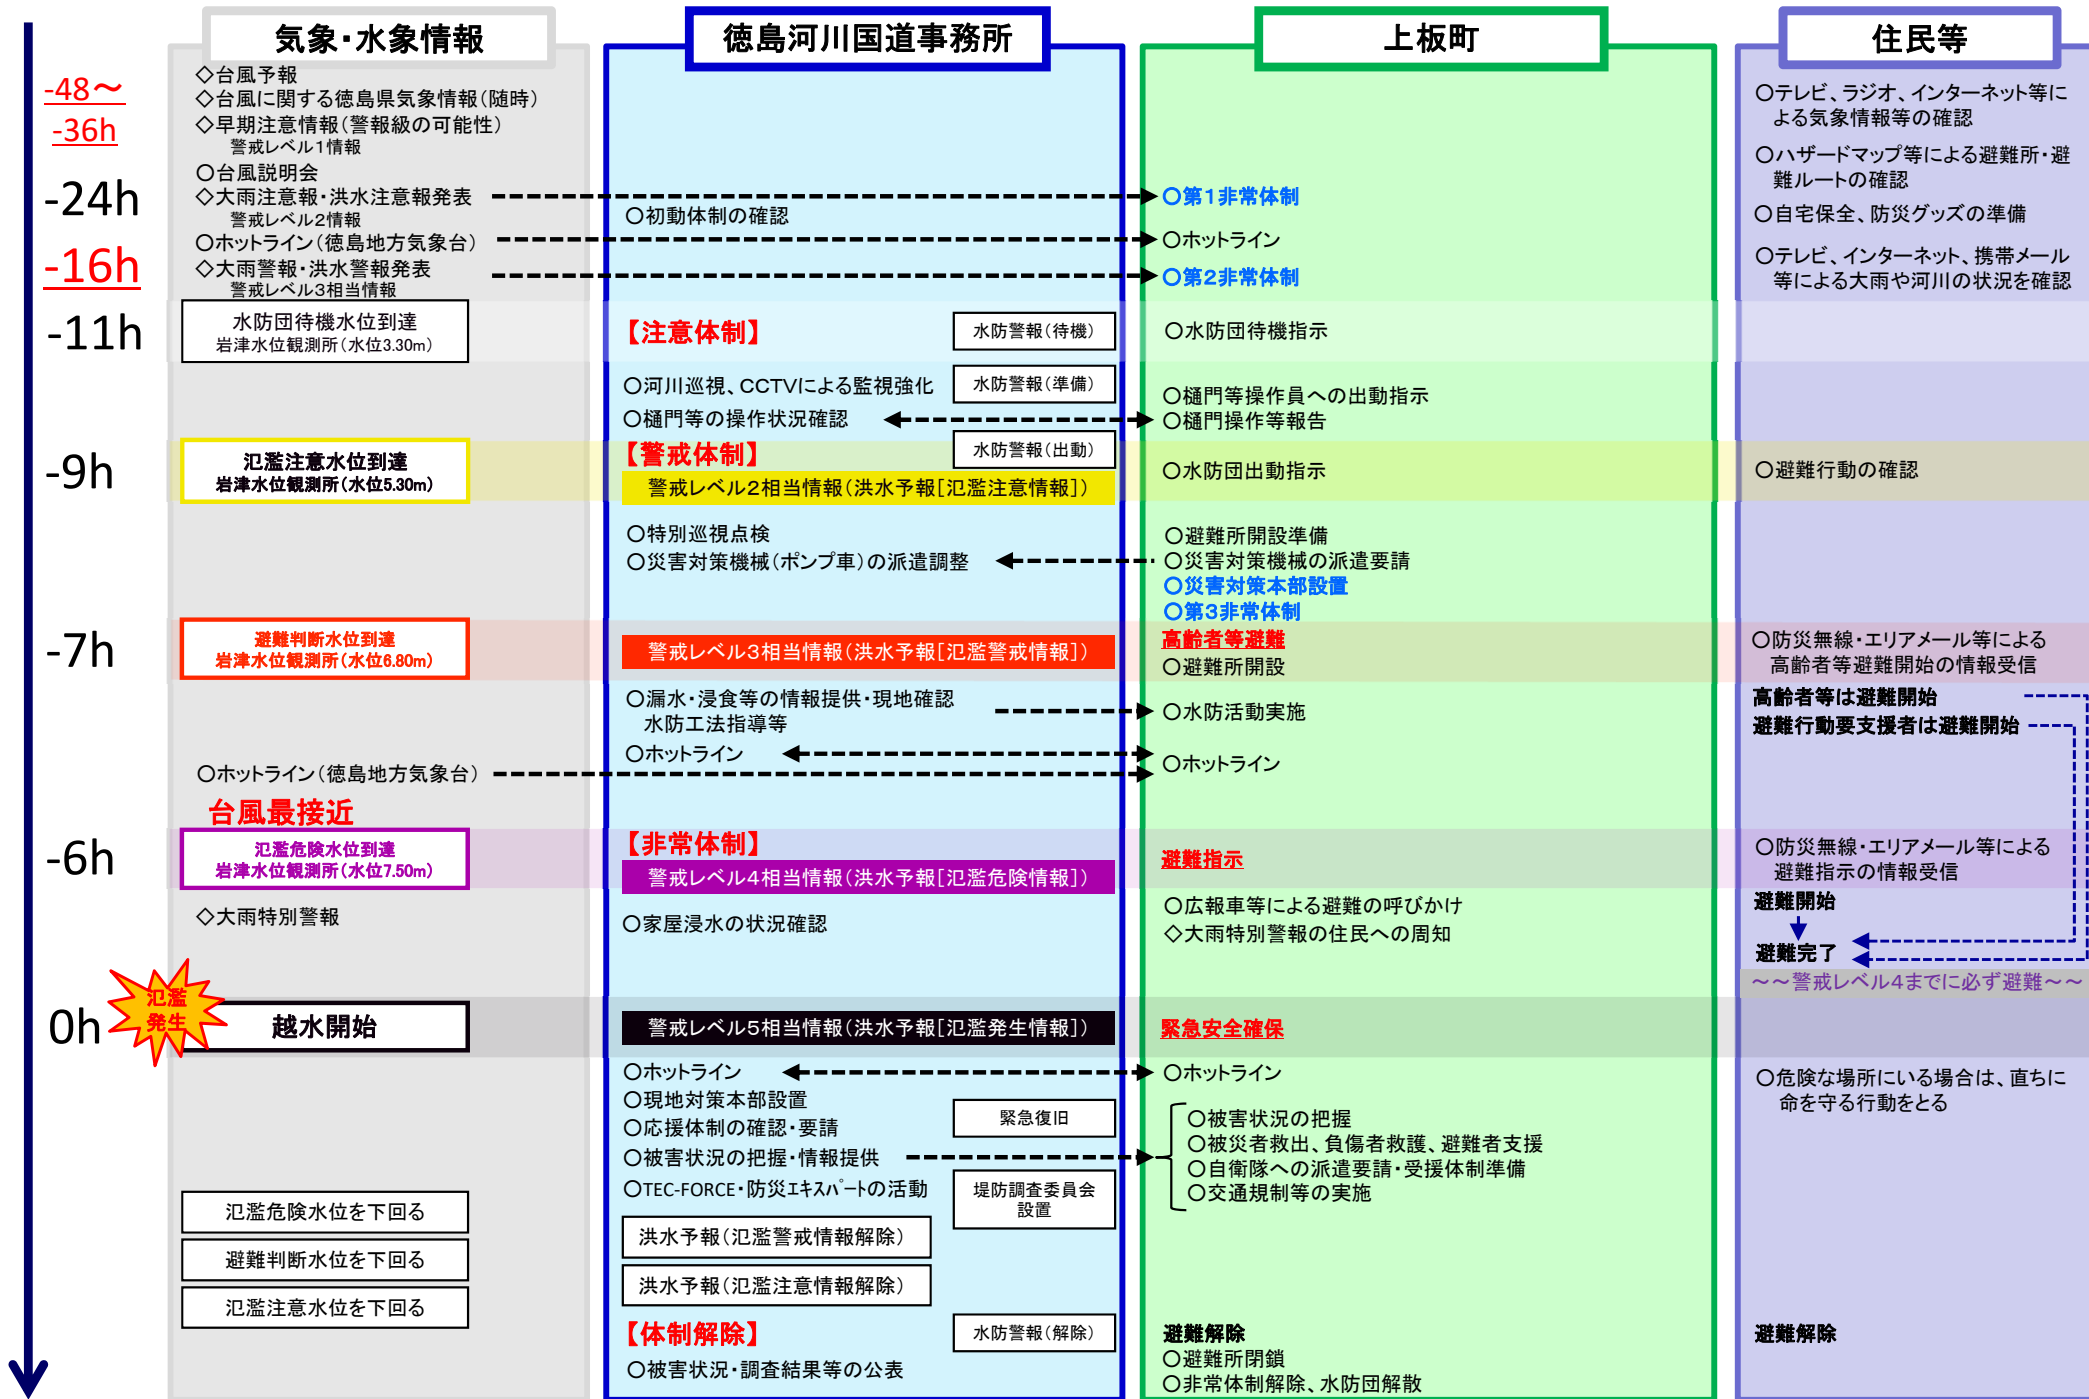 気象・水象情報
徳島河川国道事務所
上板町
住民等
-48～
-36h
-24h
-16h
-11h
-9h
-7h
-6h
0h
氾濫
発生
◇台風予報
◇台風に関する徳島県気象情報(随時)
◇早期注意情報(警報級の可能性)
警戒レベル1情報
○台風説明会
◇大雨注意報・洪水注意報発表
警戒レベル2情報
○ホットライン(徳島地方気象台)
◇大雨警報・洪水警報発表
警戒レベル3相当情報
水防団待機水位到達
岩津水位観測所(水位3.30m)
氾濫注意水位到達
岩津水位観測所(水位5.30m)
避難判断水位到達
岩津水位観測所(水位6.80m)
○ホットライン(徳島地方気象台)
台風最接近
氾濫危険水位到達
岩津水位観測所(水位7.50m)
◇大雨特別警報
越水開始
氾濫危険水位を下回る
避難判断水位を下回る
氾濫注意水位を下回る
○初動体制の確認
【注意体制】
水防警報(待機)
○河川巡視、CCTVによる監視強化
水防警報(準備)
○樋門等の操作状況確認
【警戒体制】
水防警報(出動)
警戒レベル2相当情報(洪水予報[氾濫注意情報])
○特別巡視点検
○災害対策機械(ポンプ車)の派遣調整
警戒レベル3相当情報(洪水予報[氾濫警戒情報])
○漏水・浸食等の情報提供・現地確認
水防工法指導等
○ホットライン
【非常体制】
警戒レベル4相当情報(洪水予報[氾濫危険情報])
○家屋浸水の状況確認
警戒レベル5相当情報(洪水予報[氾濫発生情報])
○ホットライン
○現地対策本部設置
○応援体制の確認・要請
緊急復旧
○被害状況の把握・情報提供
○TEC-FORCE・防災ｴｷｽﾊﾟｰﾄの活動
堤防調査委員会
設置
洪水予報(氾濫警戒情報解除)
洪水予報(氾濫注意情報解除)
【体制解除】
水防警報(解除)
○被害状況・調査結果等の公表
○第1非常体制
○ホットライン
○第2非常体制
○水防団待機指示
○樋門等操作員への出動指示
○樋門操作等報告
○水防団出動指示
○避難所開設準備
○災害対策機械の派遣要請
○災害対策本部設置
○第3非常体制
高齢者等避難
○避難所開設
○水防活動実施
○ホットライン
避難指示
○広報車等による避難の呼びかけ
◇大雨特別警報の住民への周知
緊急安全確保
○ホットライン
○被害状況の把握
○被災者救出、負傷者救護、避難者支援
○自衛隊への派遣要請・受援体制準備
○交通規制等の実施
避難解除
○避難所閉鎖
○非常体制解除、水防団解散
○テレビ、ラジオ、インターネット等に
よる気象情報等の確認
○ハザードマップ等による避難所・避
難ルートの確認
○自宅保全、防災グッズの準備
○テレビ、インターネット、携帯メール
等による大雨や河川の状況を確認
○避難行動の確認
○防災無線・エリアメール等による
高齢者等避難開始の情報受信
高齢者等は避難開始
避難行動要支援者は避難開始
○防災無線・エリアメール等による
避難指示の情報受信
避難開始
避難完了
～～警戒レベル4までに必ず避難～～
○危険な場所にいる場合は、直ちに
命を守る行動をとる
避難解除